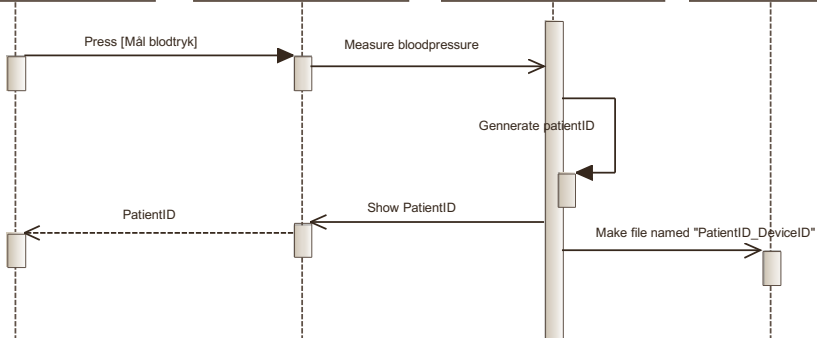 Press [Mål blodtryk]
Measure bloodpressure
Gennerate patientID
Show PatientID
PatientID
Make file named "PatientID_DeviceID"